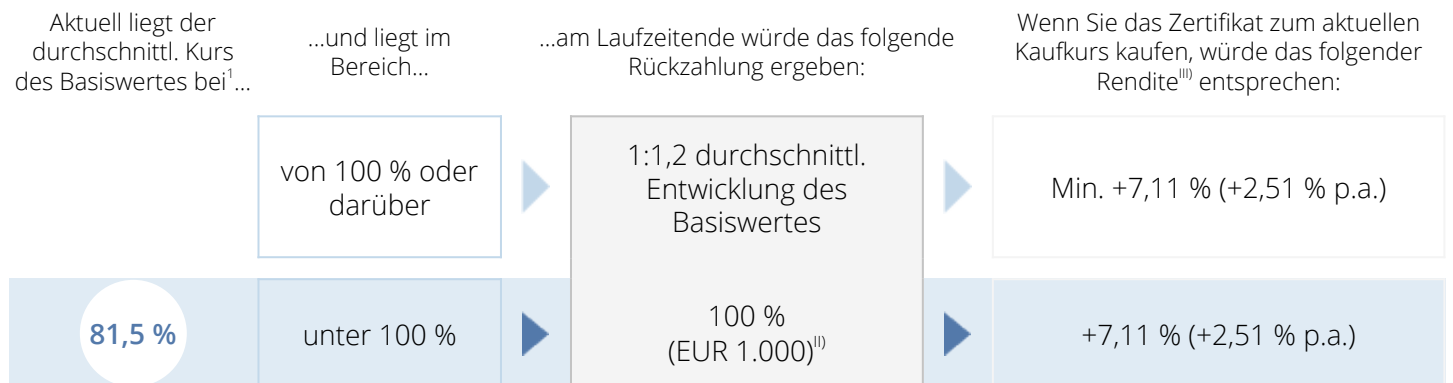 Aktuell liegt der
durchschnittl. Kurs
des Basiswertes bei¹...
...und liegt im
Bereich...
...am Laufzeitende würde das folgende
Rückzahlung ergeben:
Wenn Sie das Zertifikat zum aktuellen
Kaufkurs kaufen, würde das folgender
Rendite^III) entsprechen:
von 100 % oder
darüber
1:1,2 durchschnittl.
Entwicklung des
Basiswertes
Min. +7,11 % (+2,51 % p.a.)
81,5 %
unter 100 %
100 %
(EUR 1.000)^II)
+7,11 % (+2,51 % p.a.)